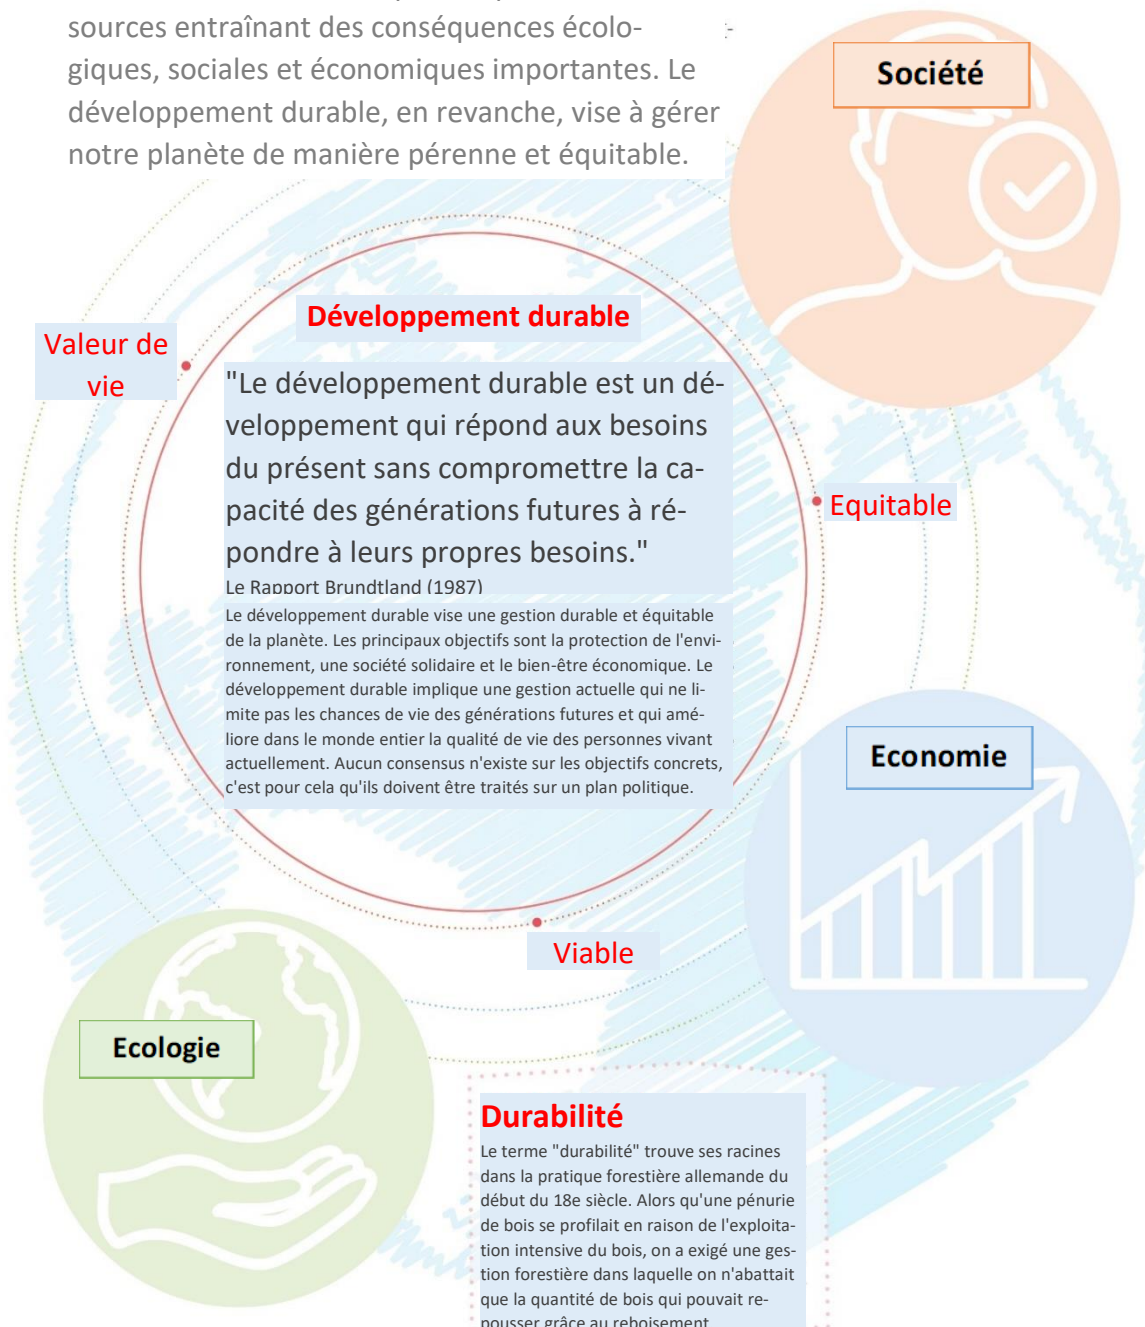 sources entraînant des conséquences écolo-
giques, sociales et économiques importantes. Le
développement durable, en revanche, vise à gérer
notre planète de manière pérenne et équitable.
Société
Développement durable
Valeur de
vie
"Le développement durable est un dé-
veloppement qui répond aux besoins
du présent sans compromettre la ca-
pacité des générations futures à ré-
pondre à leurs propres besoins."
Le Rapport Brundtland (1987)
Equitable
Le développement durable vise une gestion durable et équitable
de la planète. Les principaux objectifs sont la protection de l'envi-
ronnement, une société solidaire et le bien-être économique. Le
développement durable implique une gestion actuelle qui ne li-
mite pas les chances de vie des générations futures et qui amé-
liore dans le monde entier la qualité de vie des personnes vivant
actuellement. Aucun consensus n'existe sur les objectifs concrets,
c'est pour cela qu'ils doivent être traités sur un plan politique.
Economie
Viable
Ecologie
Durabilité
Le terme "durabilité" trouve ses racines
dans la pratique forestière allemande du
début du 18e siècle. Alors qu'une pénurie
de bois se profilait en raison de l'exploita-
tion intensive du bois, on a exigé une ges-
tion forestière dans laquelle on n'abattait
que la quantité de bois qui pouvait re-
pousser grâce au reboisement